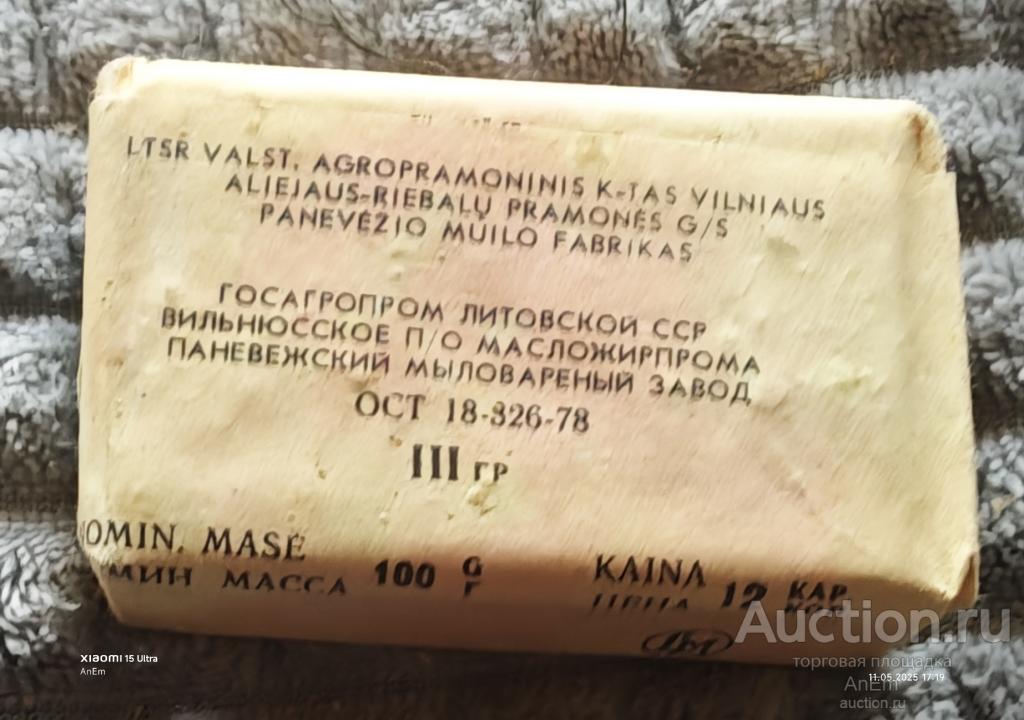 LTSR VALST. AGROPRAMONINIS K-TAS VILNIAUS
ALIEJAUS-RIEBALŲ PRAMONĖS G/S
PANEVĖŽIO MUILO FABRIKAS
ГОСАГРОПРОМ ЛИТОВСКОЙ ССР
ВИЛЬНЮССКОЕ П/О МАСЛОЖИРПРОМА
ПАНЕВЕЖСКИЙ МЫЛОВАРЕНЫЙ ЗАВОД
ОСТ 18-326-78
III ГР
OMIN. MASĖ
МИН МАССА 100 G Г
KAINA
ЦЕНА 12 KAP КОП
Auction.ru
торговая площадка
AnEm
auction.ru
XIAOMI 15 Ultra
AnEm
11.05.2025 17:19